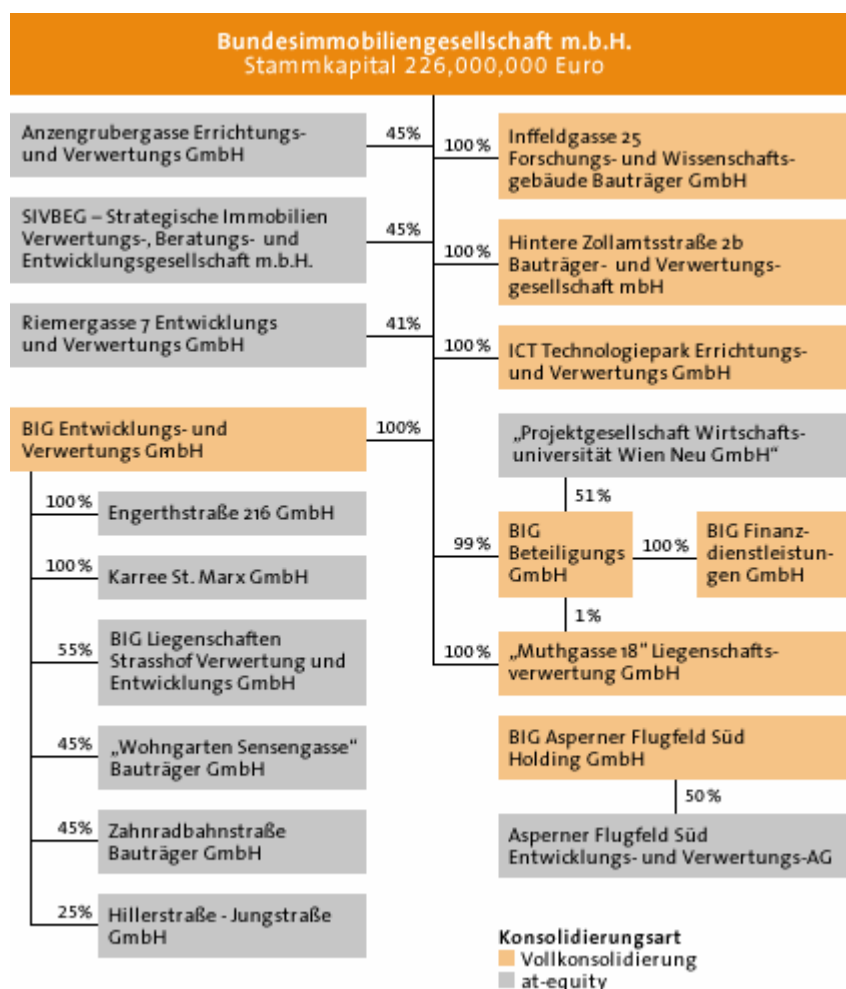 Bundesimmobiliengesellschaft m.b.H.
Stammkapital 226,000,000 Euro
Anzengrubergasse Errichtungs-
und Verwertungs GmbH
45%
SIVBEG – Strategische Immobilien
Verwertungs-, Beratungs- und
Entwicklungsgesellschaft m.b.H.
45%
Riemergasse 7 Entwicklungs
und Verwertungs GmbH
41%
BIG Entwicklungs- und
Verwertungs GmbH
100%
100%
Engerthstraße 216 GmbH
100%
Karree St. Marx GmbH
55%
BIG Liegenschaften
Strasshof Verwertung und
Entwicklungs GmbH
45%
„Wohngarten Sensengasse“
Bauträger GmbH
45%
Zahnradbahnstraße
Bauträger GmbH
25%
Hillerstraße - Jungstraße
GmbH
100%
Inffeldgasse 25
Forschungs- und Wissenschafts-
gebäude Bauträger GmbH
100%
Hintere Zollamtsstraße 2b
Bauträger- und Verwertungs-
gesellschaft mbH
100%
ICT Technologiepark Errichtungs-
und Verwertungs GmbH
„Projektgesellschaft Wirtschafts-
universität Wien Neu GmbH“
51%
99%
BIG
Beteiligungs
GmbH
100%
BIG Finanz-
dienstleistun-
gen GmbH
1%
100%
„Muthgasse 18" Liegenschafts-
verwertung GmbH
BIG Asperner Flugfeld Süd
Holding GmbH
50%
Asperner Flugfeld Süd
Entwicklungs- und Verwertungs-AG
Konsolidierungsart
Vollkonsolidierung
at-equity